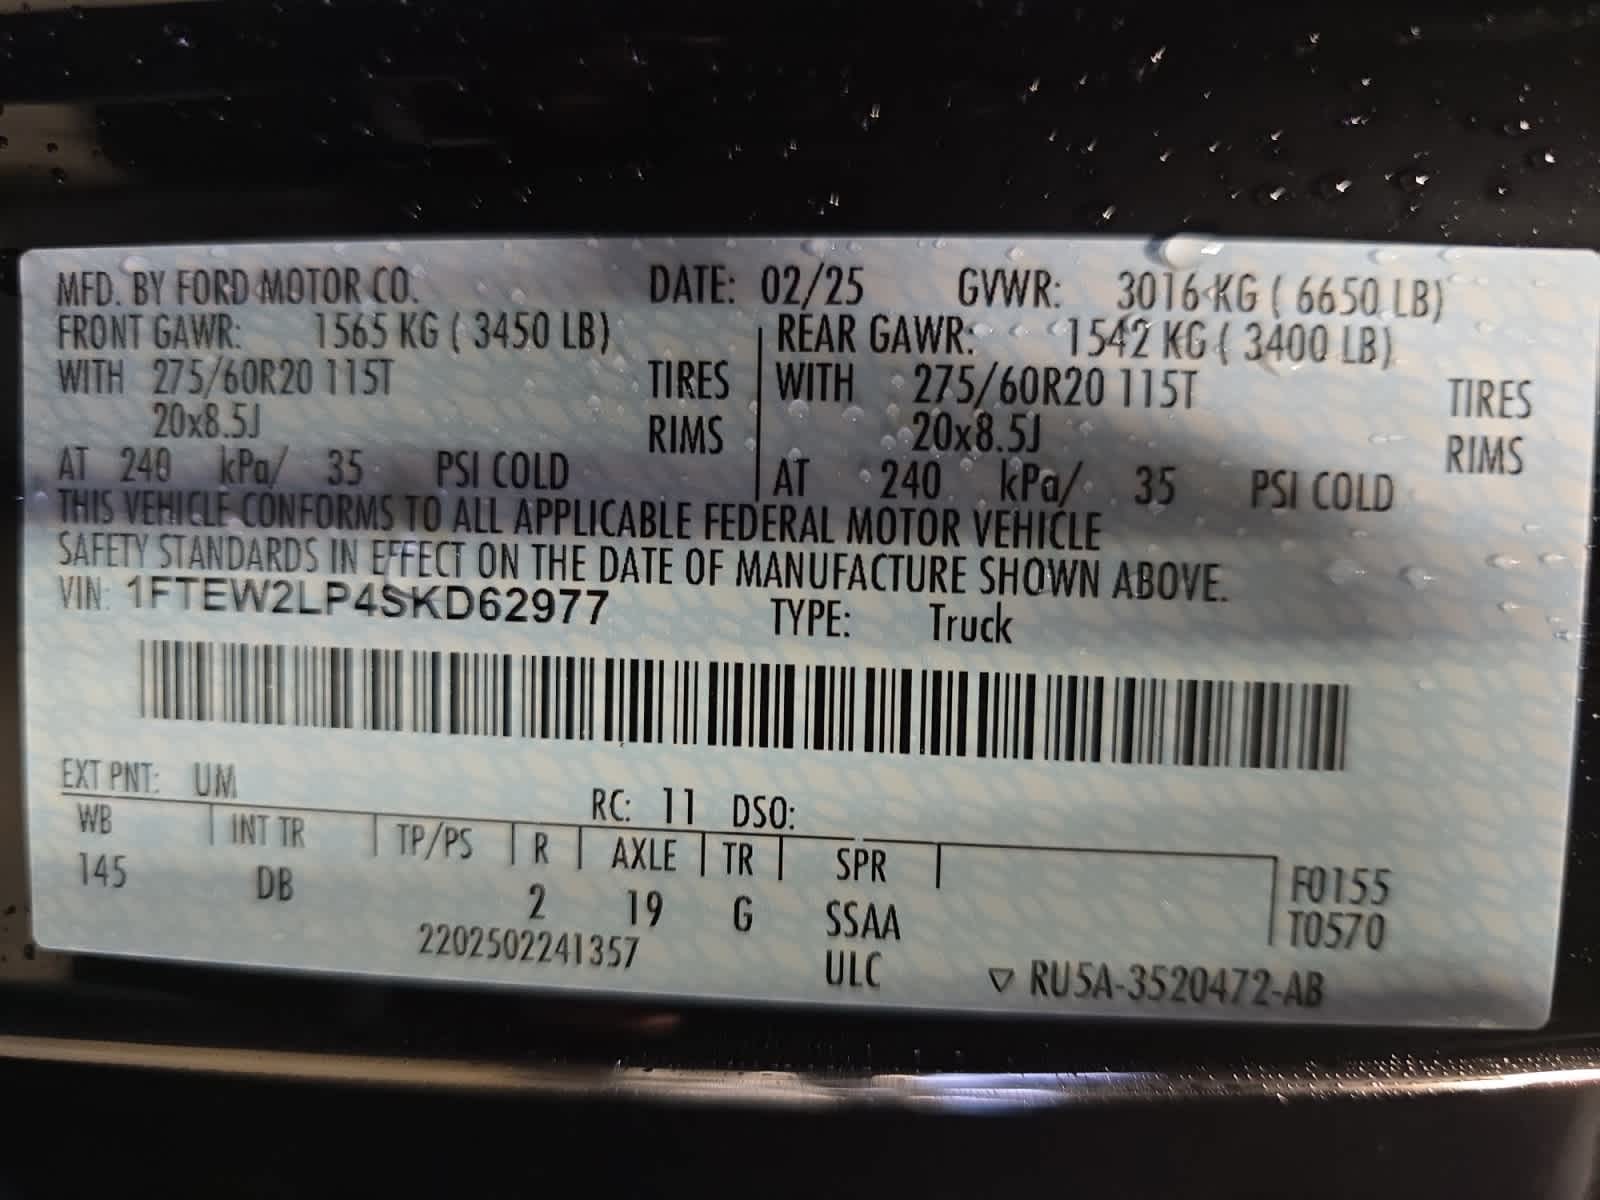 MFD. BY FORD MOTOR CO. DATE: 02/25 GVWR: 3016 KG ( 6650 LB)
FRONT GAWR: 1565 KG ( 3450 LB) REAR GAWR: 1542 KG ( 3400 LB)
WITH 275/60R20 115T TIRES WITH 275/60R20 115T TIRES
20x8.5J RIMS 20x8.5J RIMS
AT 240 kPa/ 35 PSI COLD AT 240 kPa/ 35 PSI COLD
THIS VEHICLE CONFORMS TO ALL APPLICABLE FEDERAL MOTOR VEHICLE
SAFETY STANDARDS IN EFFECT ON THE DATE OF MANUFACTURE SHOWN ABOVE.
VIN: 1FTEW2LP4SKD62977 TYPE: Truck
EXT PNT: UM RC: 11 DSO:
WB INT TR TP/PS R AXLE TR SPR F0155
145 DB 2 19 G SSAA T0570
2202502241357 ULC ▽ RU5A-3520472-AB